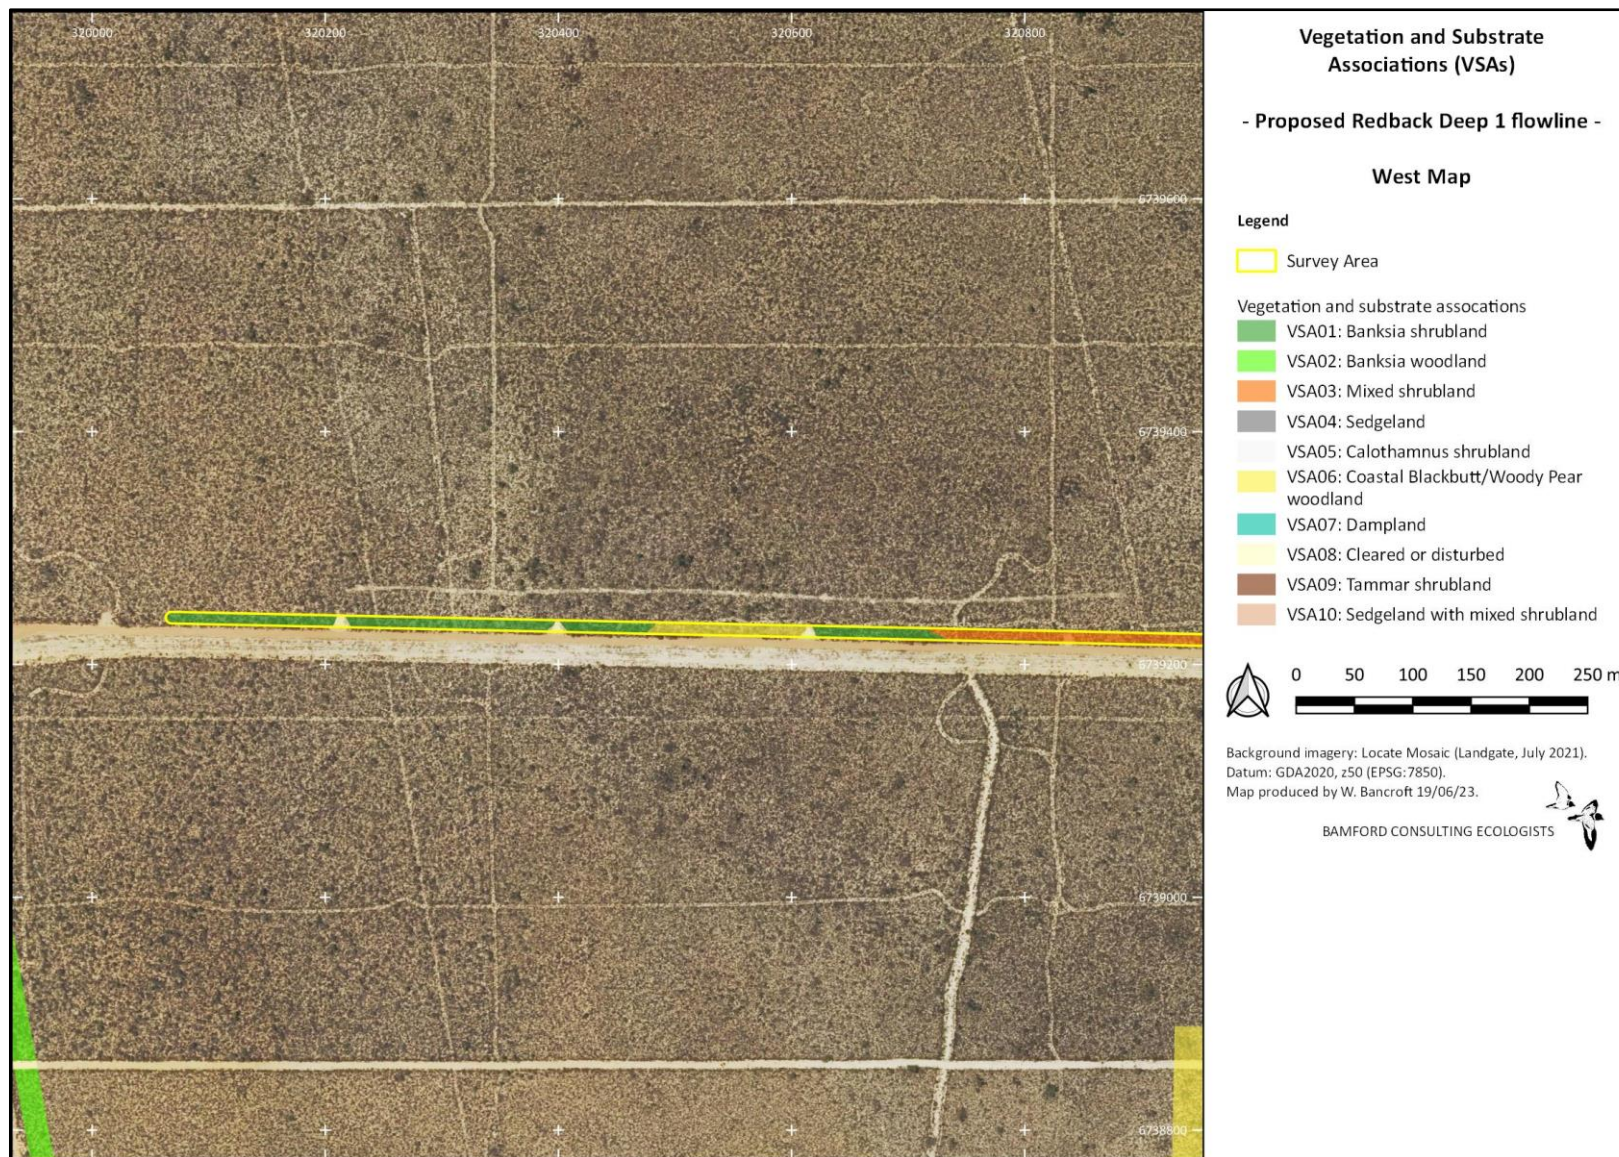 320000
320200
320400
320600
320800
6739600
6739400
6739200
6739000
6738800
Vegetation and Substrate
Associations (VSAs)
- Proposed Redback Deep 1 flowline -
West Map
Legend
Survey Area
Vegetation and substrate assocations
VSA01: Banksia shrubland
VSA02: Banksia woodland
VSA03: Mixed shrubland
VSA04: Sedgeland
VSA05: Calothamnus shrubland
VSA06: Coastal Blackbutt/Woody Pear
woodland
VSA07: Dampland
VSA08: Cleared or disturbed
VSA09: Tammar shrubland
VSA10: Sedgeland with mixed shrubland
0 50 100 150 200 250 m
Background imagery: Locate Mosaic (Landgate, July 2021).
Datum: GDA2020, z50 (EPSG:7850).
Map produced by W. Bancroft 19/06/23.
BAMFORD CONSULTING ECOLOGISTS